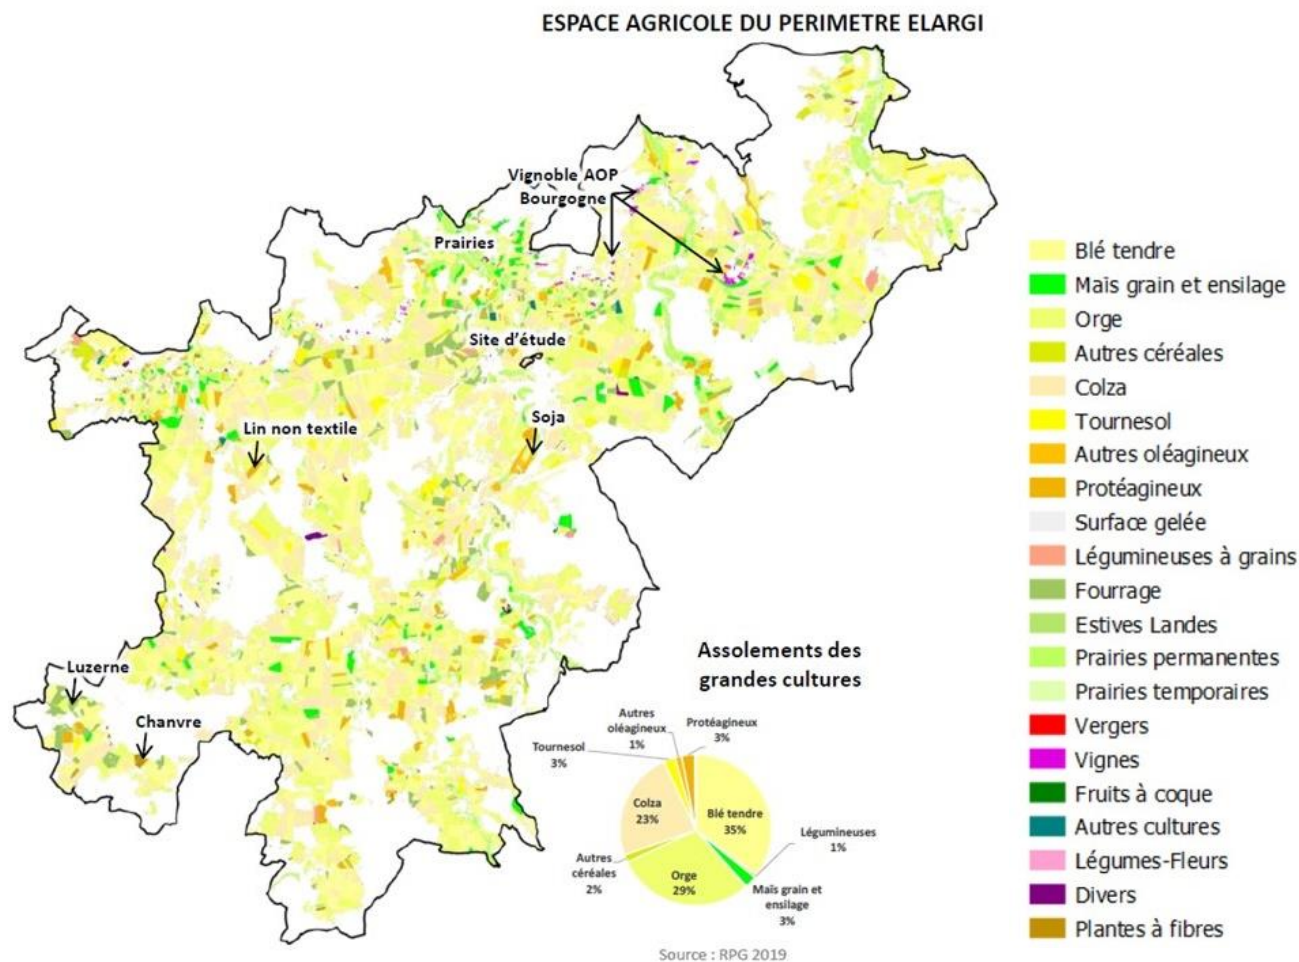 ESPACE AGRICOLE DU PERIMETRE ELARGI
Vignoble AOP
Bourgogne
Prairies
Site d'étude
Lin non textile
Soja
Luzerne
Chanvre
Blé tendre
Maïs grain et ensilage
Orge
Autres céréales
Colza
Tournesol
Autres oléagineux
Protéagineux
Surface gelée
Légumineuses à grains
Fourrage
Estives Landes
Prairies permanentes
Prairies temporaires
Vergers
Vignes
Fruits à coque
Autres cultures
Légumes-Fleurs
Divers
Plantes à fibres
Assolements des
grandes cultures
Autres
oléagineux
1%
Protéagineux
3%
Tournesol
3%
Colza
23%
Blé tendre
35%
Légumineuses
1%
Autres
céréales
2%
Orge
29%
Maïs grain et
ensilage
3%
Source : RPG 2019